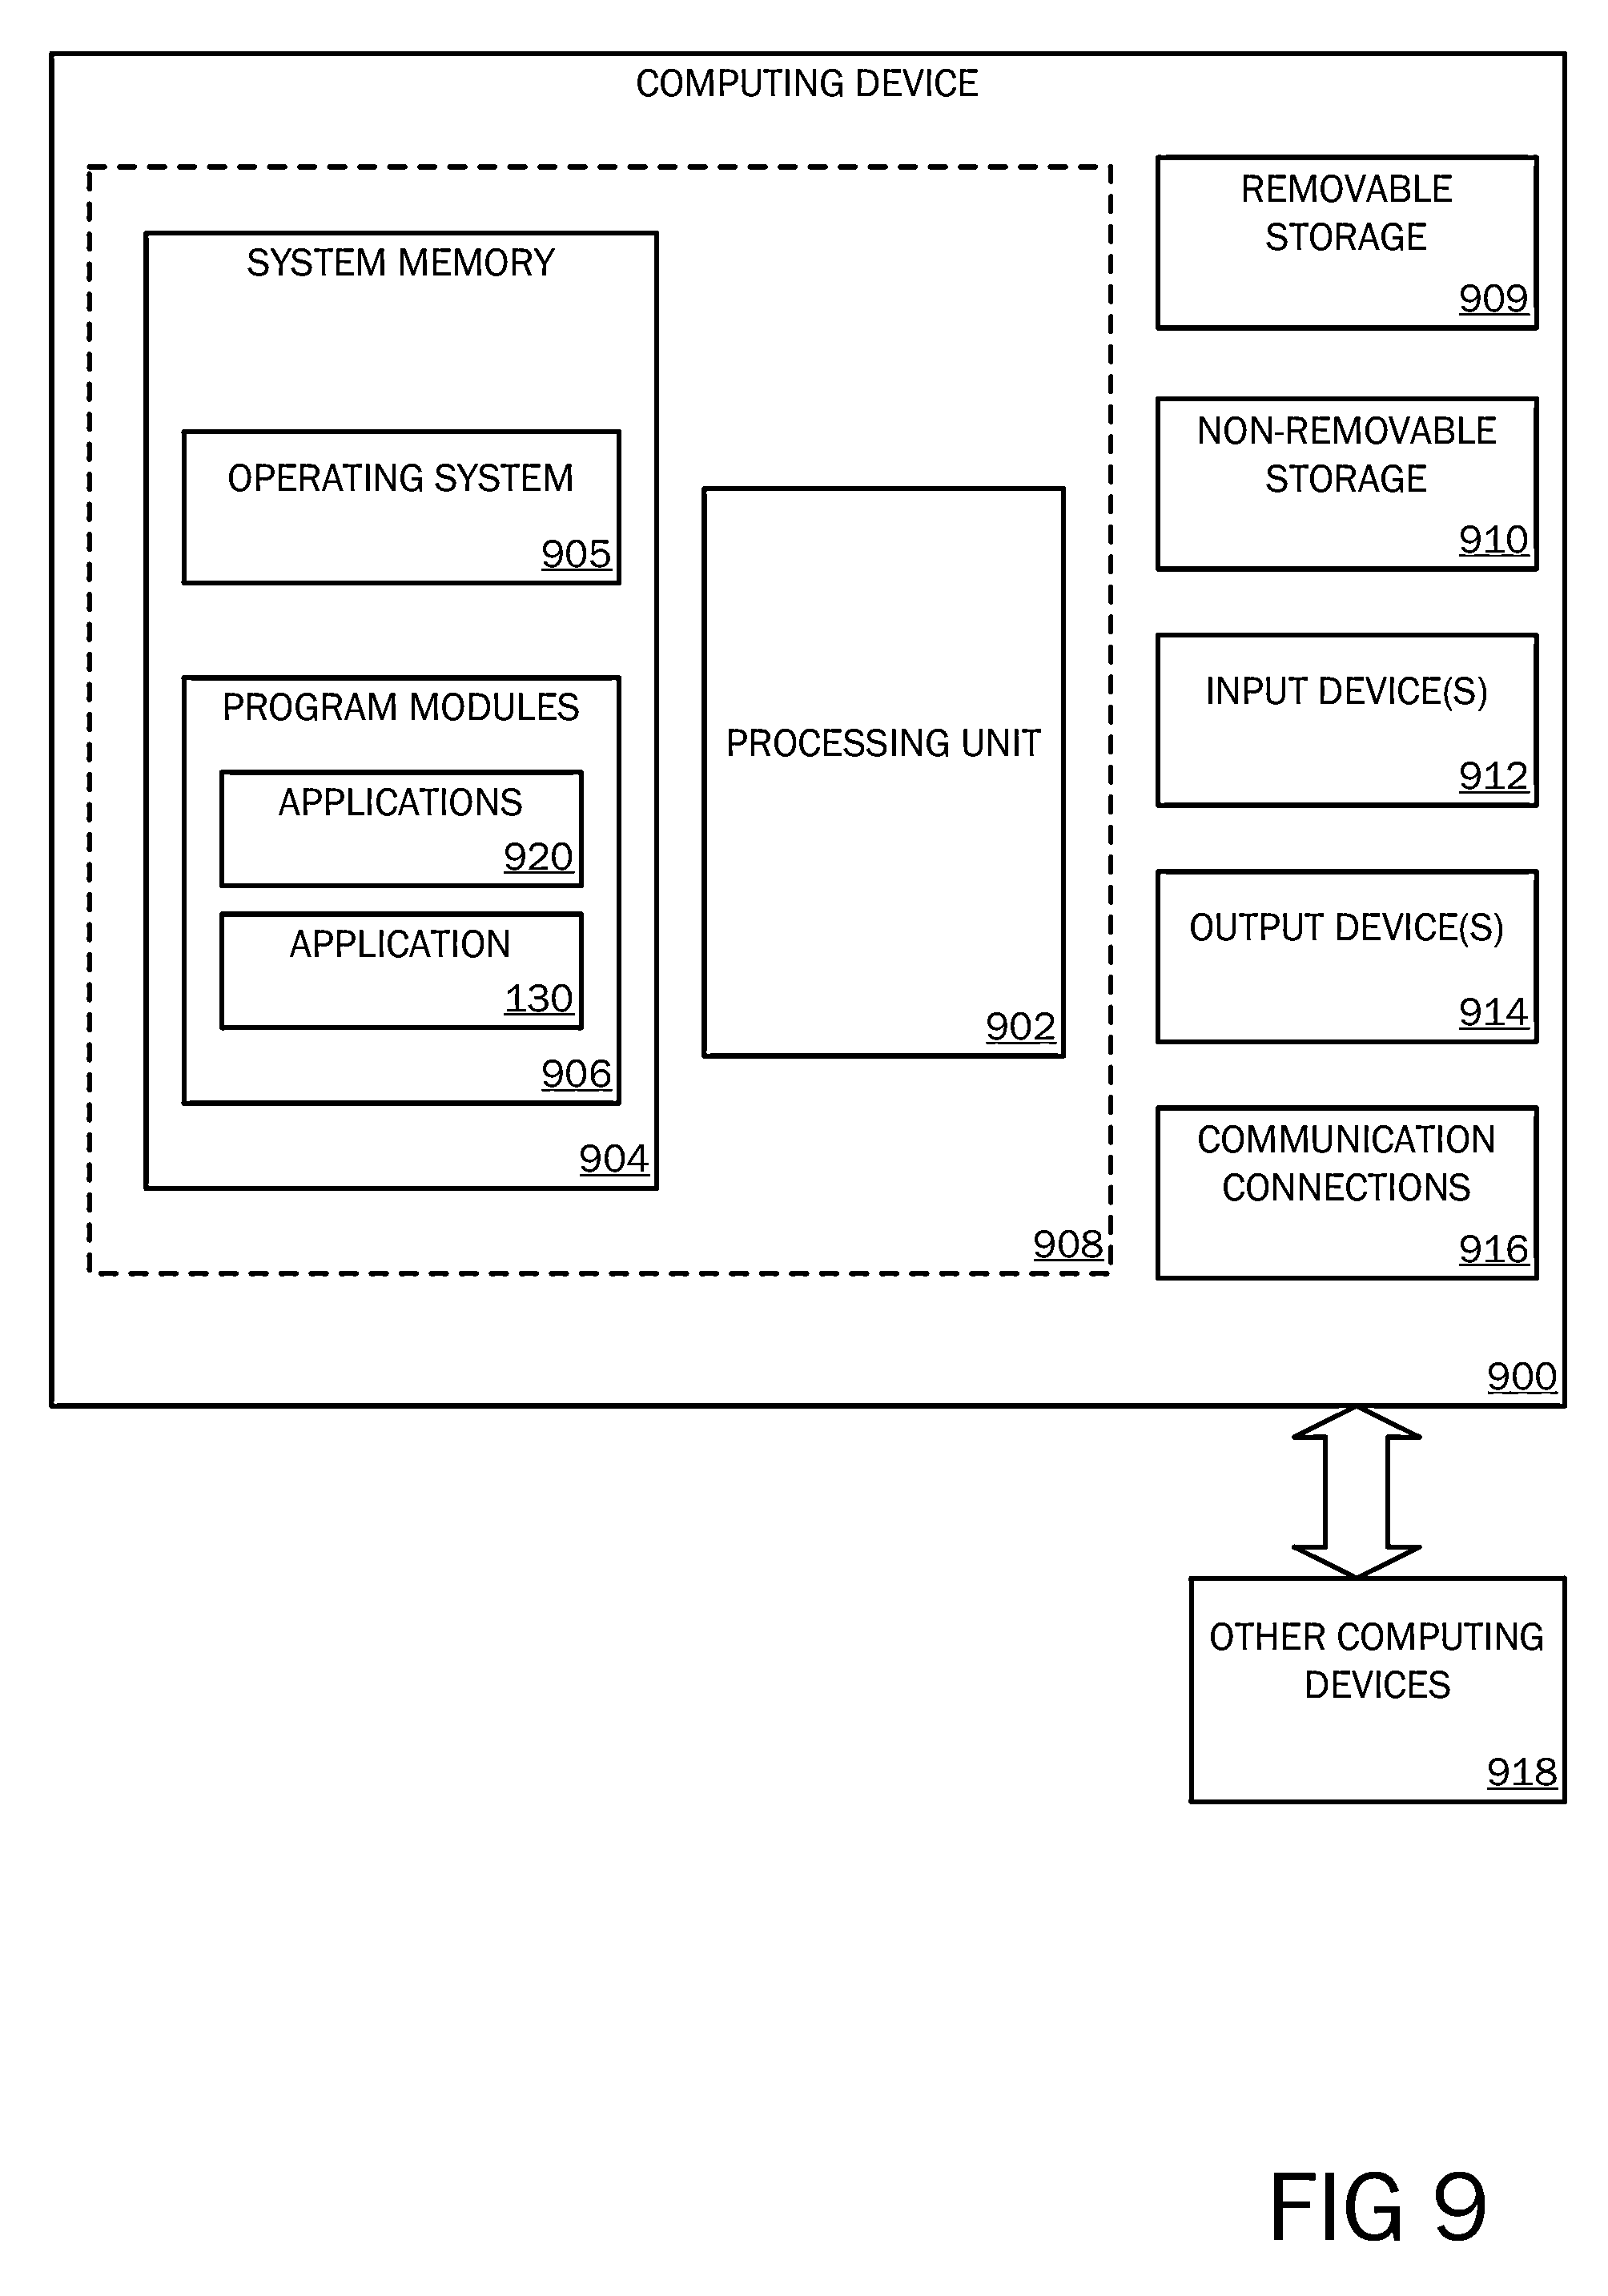 COMPUTING DEVICE
SYSTEM MEMORY
OPERATING SYSTEM
905
PROGRAM MODULES
APPLICATIONS
920
APPLICATION
130
906
904
PROCESSING UNIT
902
908
REMOVABLE
STORAGE
909
NON-REMOVABLE
STORAGE
910
INPUT DEVICE(S)
912
OUTPUT DEVICE(S)
914
COMMUNICATION
CONNECTIONS
916
900
OTHER COMPUTING
DEVICES
918
FIG 9